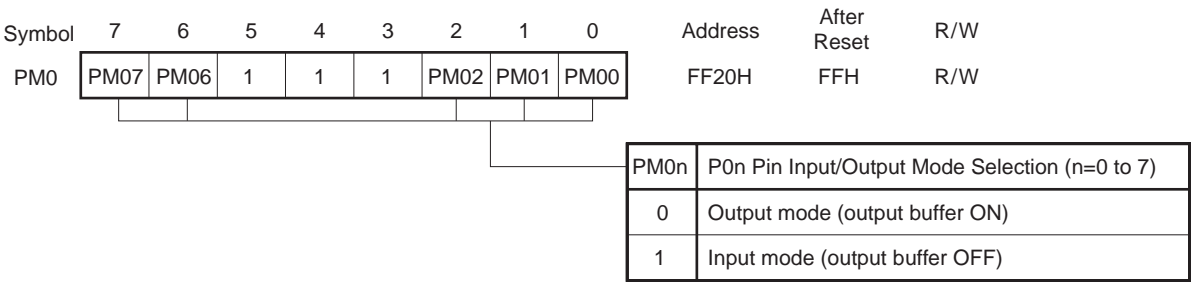 Symbol 7 6 5 4 3 2 1 0 Address After Reset R/W
PM0 PM07 PM06 1 1 1 PM02 PM01 PM00 FF20H FFH R/W
PM0n P0n Pin Input/Output Mode Selection (n=0 to 7)
0 Output mode (output buffer ON)
1 Input mode (output buffer OFF)